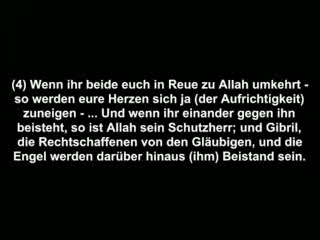 (4) Wenn ihr beide euch in Reue zu Allah umkehrt -
so werden eure Herzen sich ja (der Aufrichtigkeit)
zuneigen - ... Und wenn ihr einander gegen ihn
beisteht, so ist Allah sein Schutzherr; und Gibril,
die Rechtschaffenen von den Gläubigen, und die
Engel werden darüber hinaus (ihm) Beistand sein.